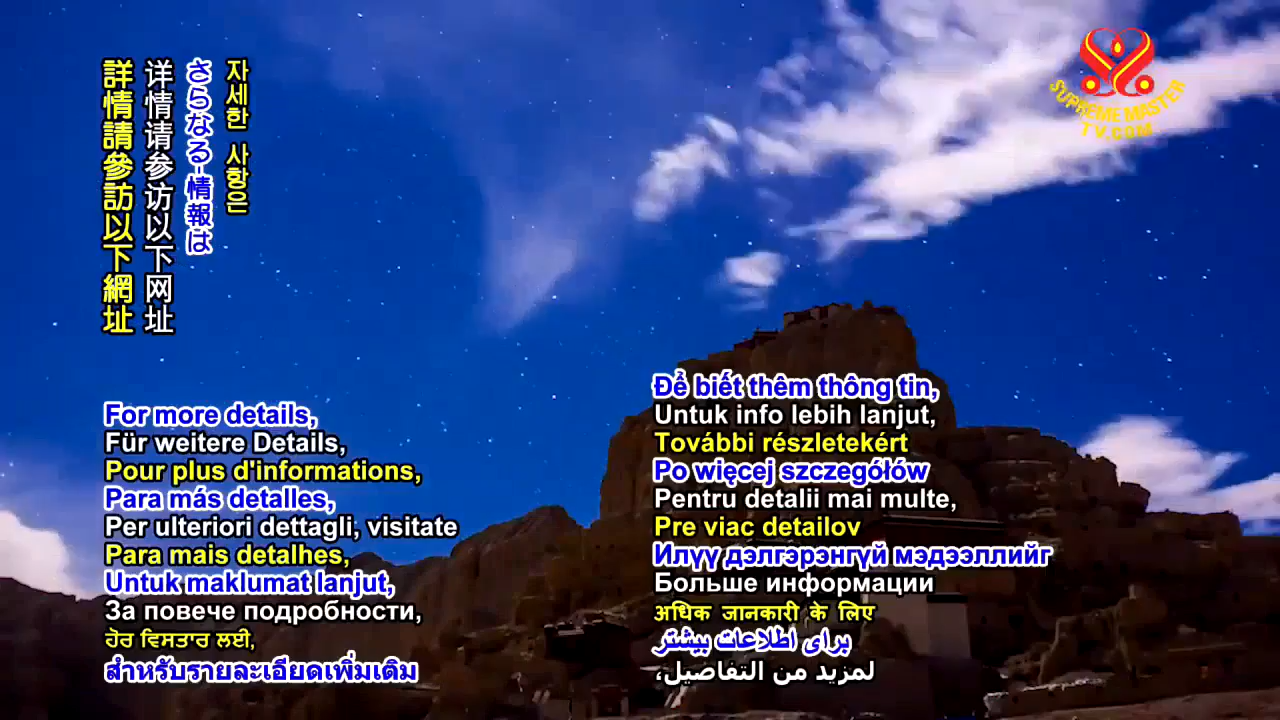 詳情請參訪以下網址
详情请参访以下网址
さらなる情報は
자세한 사항은
SUPREME MASTER
TV.COM
For more details,
Für weitere Details,
Pour plus d'informations,
Para más detalles,
Per ulteriori dettagli, visitate
Para mais detalhes,
Untuk maklumat lanjut,
За повече подробности,
ਹੋਰ ਵਿਸਤਾਰ ਲਈ,
สำหรับรายละเอียดเพิ่มเติม
Để biết thêm thông tin,
Untuk info lebih lanjut,
További részletekért
Po więcej szczegółów
Pentru detalii mai multe,
Pre viac detailov
Илүү дэлгэрэнгүй мэдээллийг
Больше информации
अधिक जानकारी के लिए
برای اطلاعات بیشتر
لمزيد من التفاصيل،